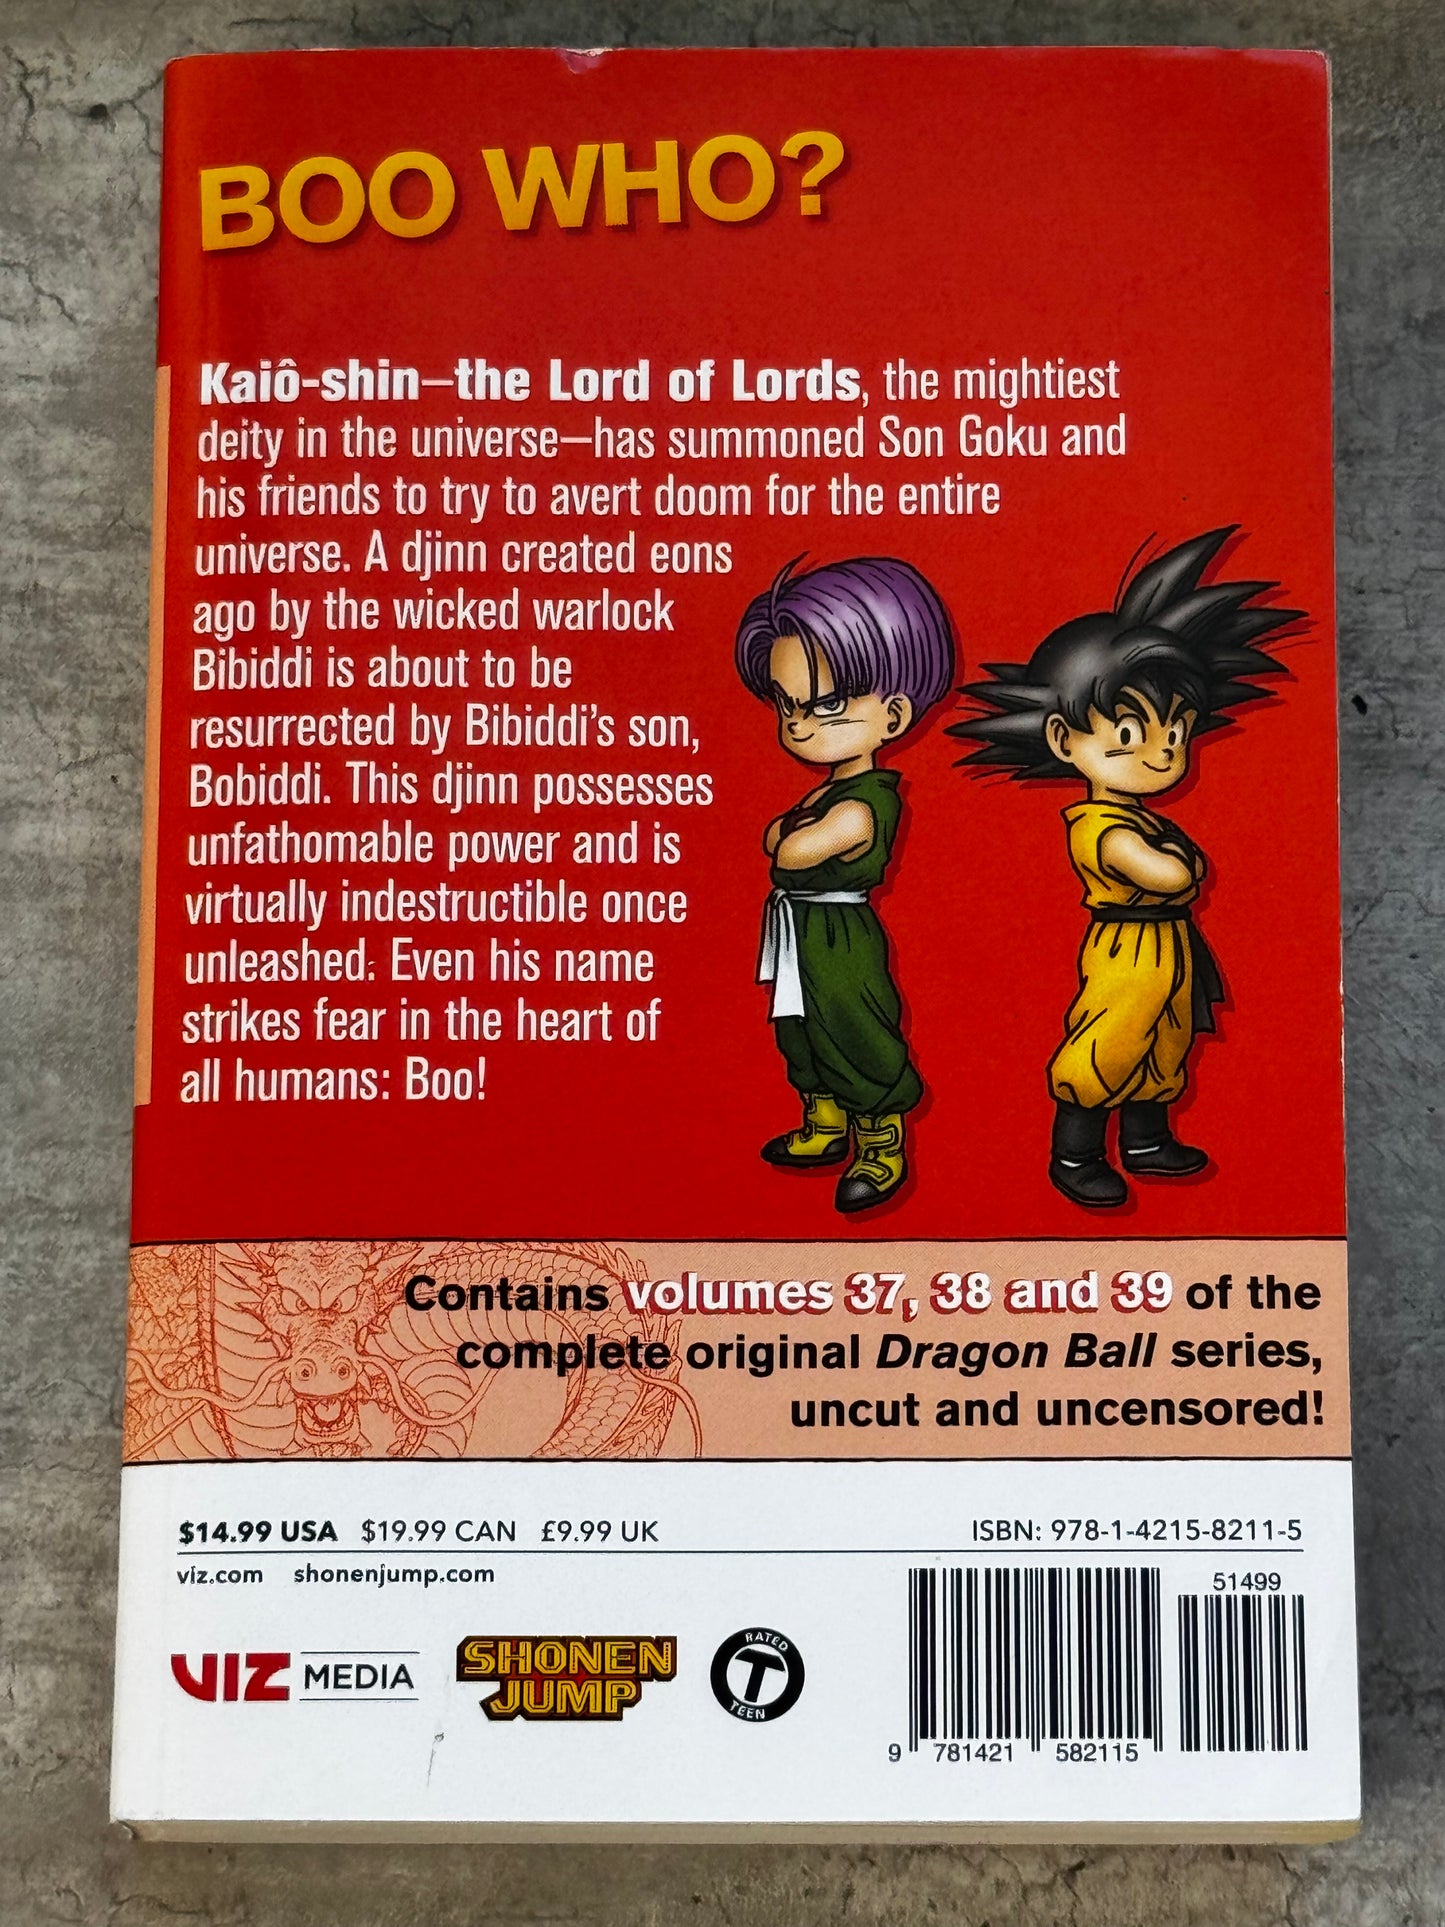 BOO WHO?
Kaiô-shin—the Lord of Lords, the mightiest
deity in the universe—has summoned Son Goku and
his friends to try to avert doom for the entire
universe. A djinn created eons
ago by the wicked warlock
Bibiddi is about to be
resurrected by Bibiddi's son,
Bobiddi. This djinn possesses
unfathomable power and is
virtually indestructible once
unleashed. Even his name
strikes fear in the heart of
all humans: Boo!
Contains volumes 37, 38 and 39 of the
complete original Dragon Ball series,
uncut and uncensored!
$14.99 USA $19.99 CAN £9.99 UK
ISBN: 978-1-4215-8211-5
viz.com shonenjump.com
51499
VIZ MEDIA
SHONEN
JUMP
RATED
T
TEEN
9 781421 582115